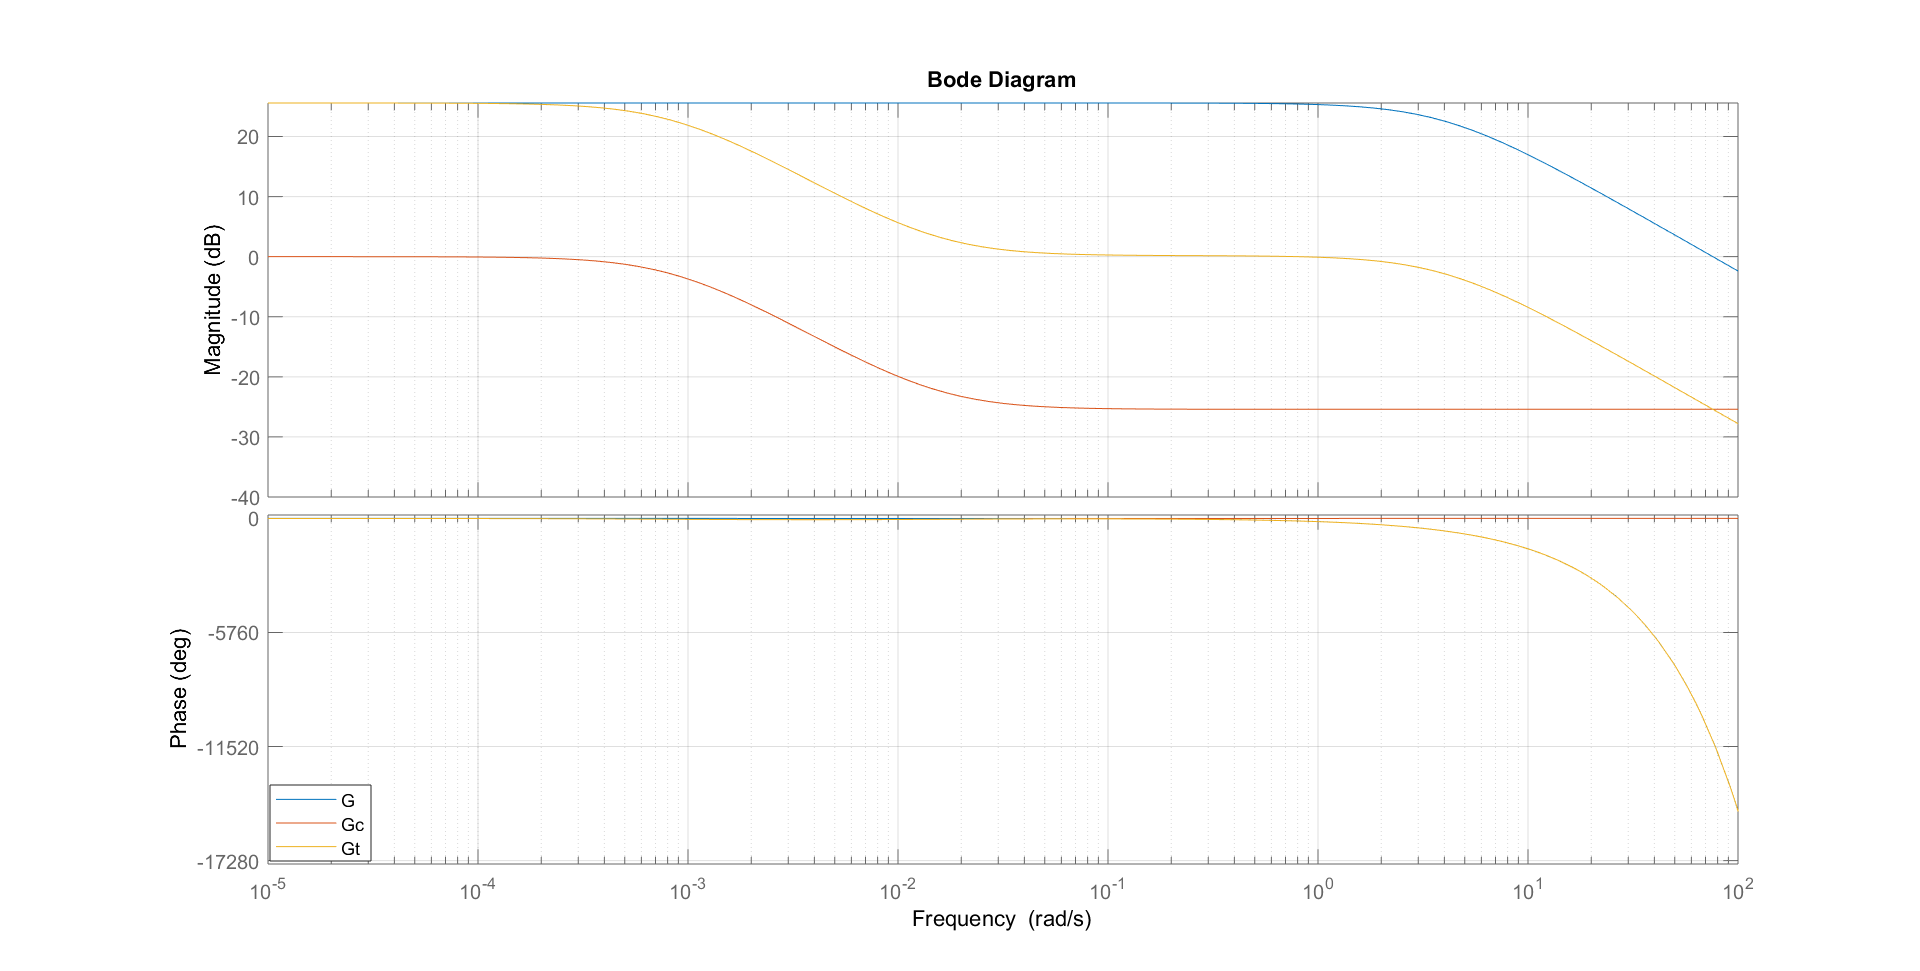 Bode Diagram
Magnitude (dB)
20
10
0
-10
-20
-30
-40
Phase (deg)
0
-5760
-11520
-17280
G
Gc
Gt
10^-5 10^-4 10^-3 10^-2 10^-1 10^0 10^1 10^2
Frequency (rad/s)